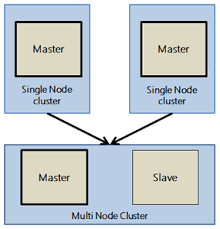 Master
Single Node
cluster
Master
Single Node
cluster
Master
Slave
Multi Node Cluster